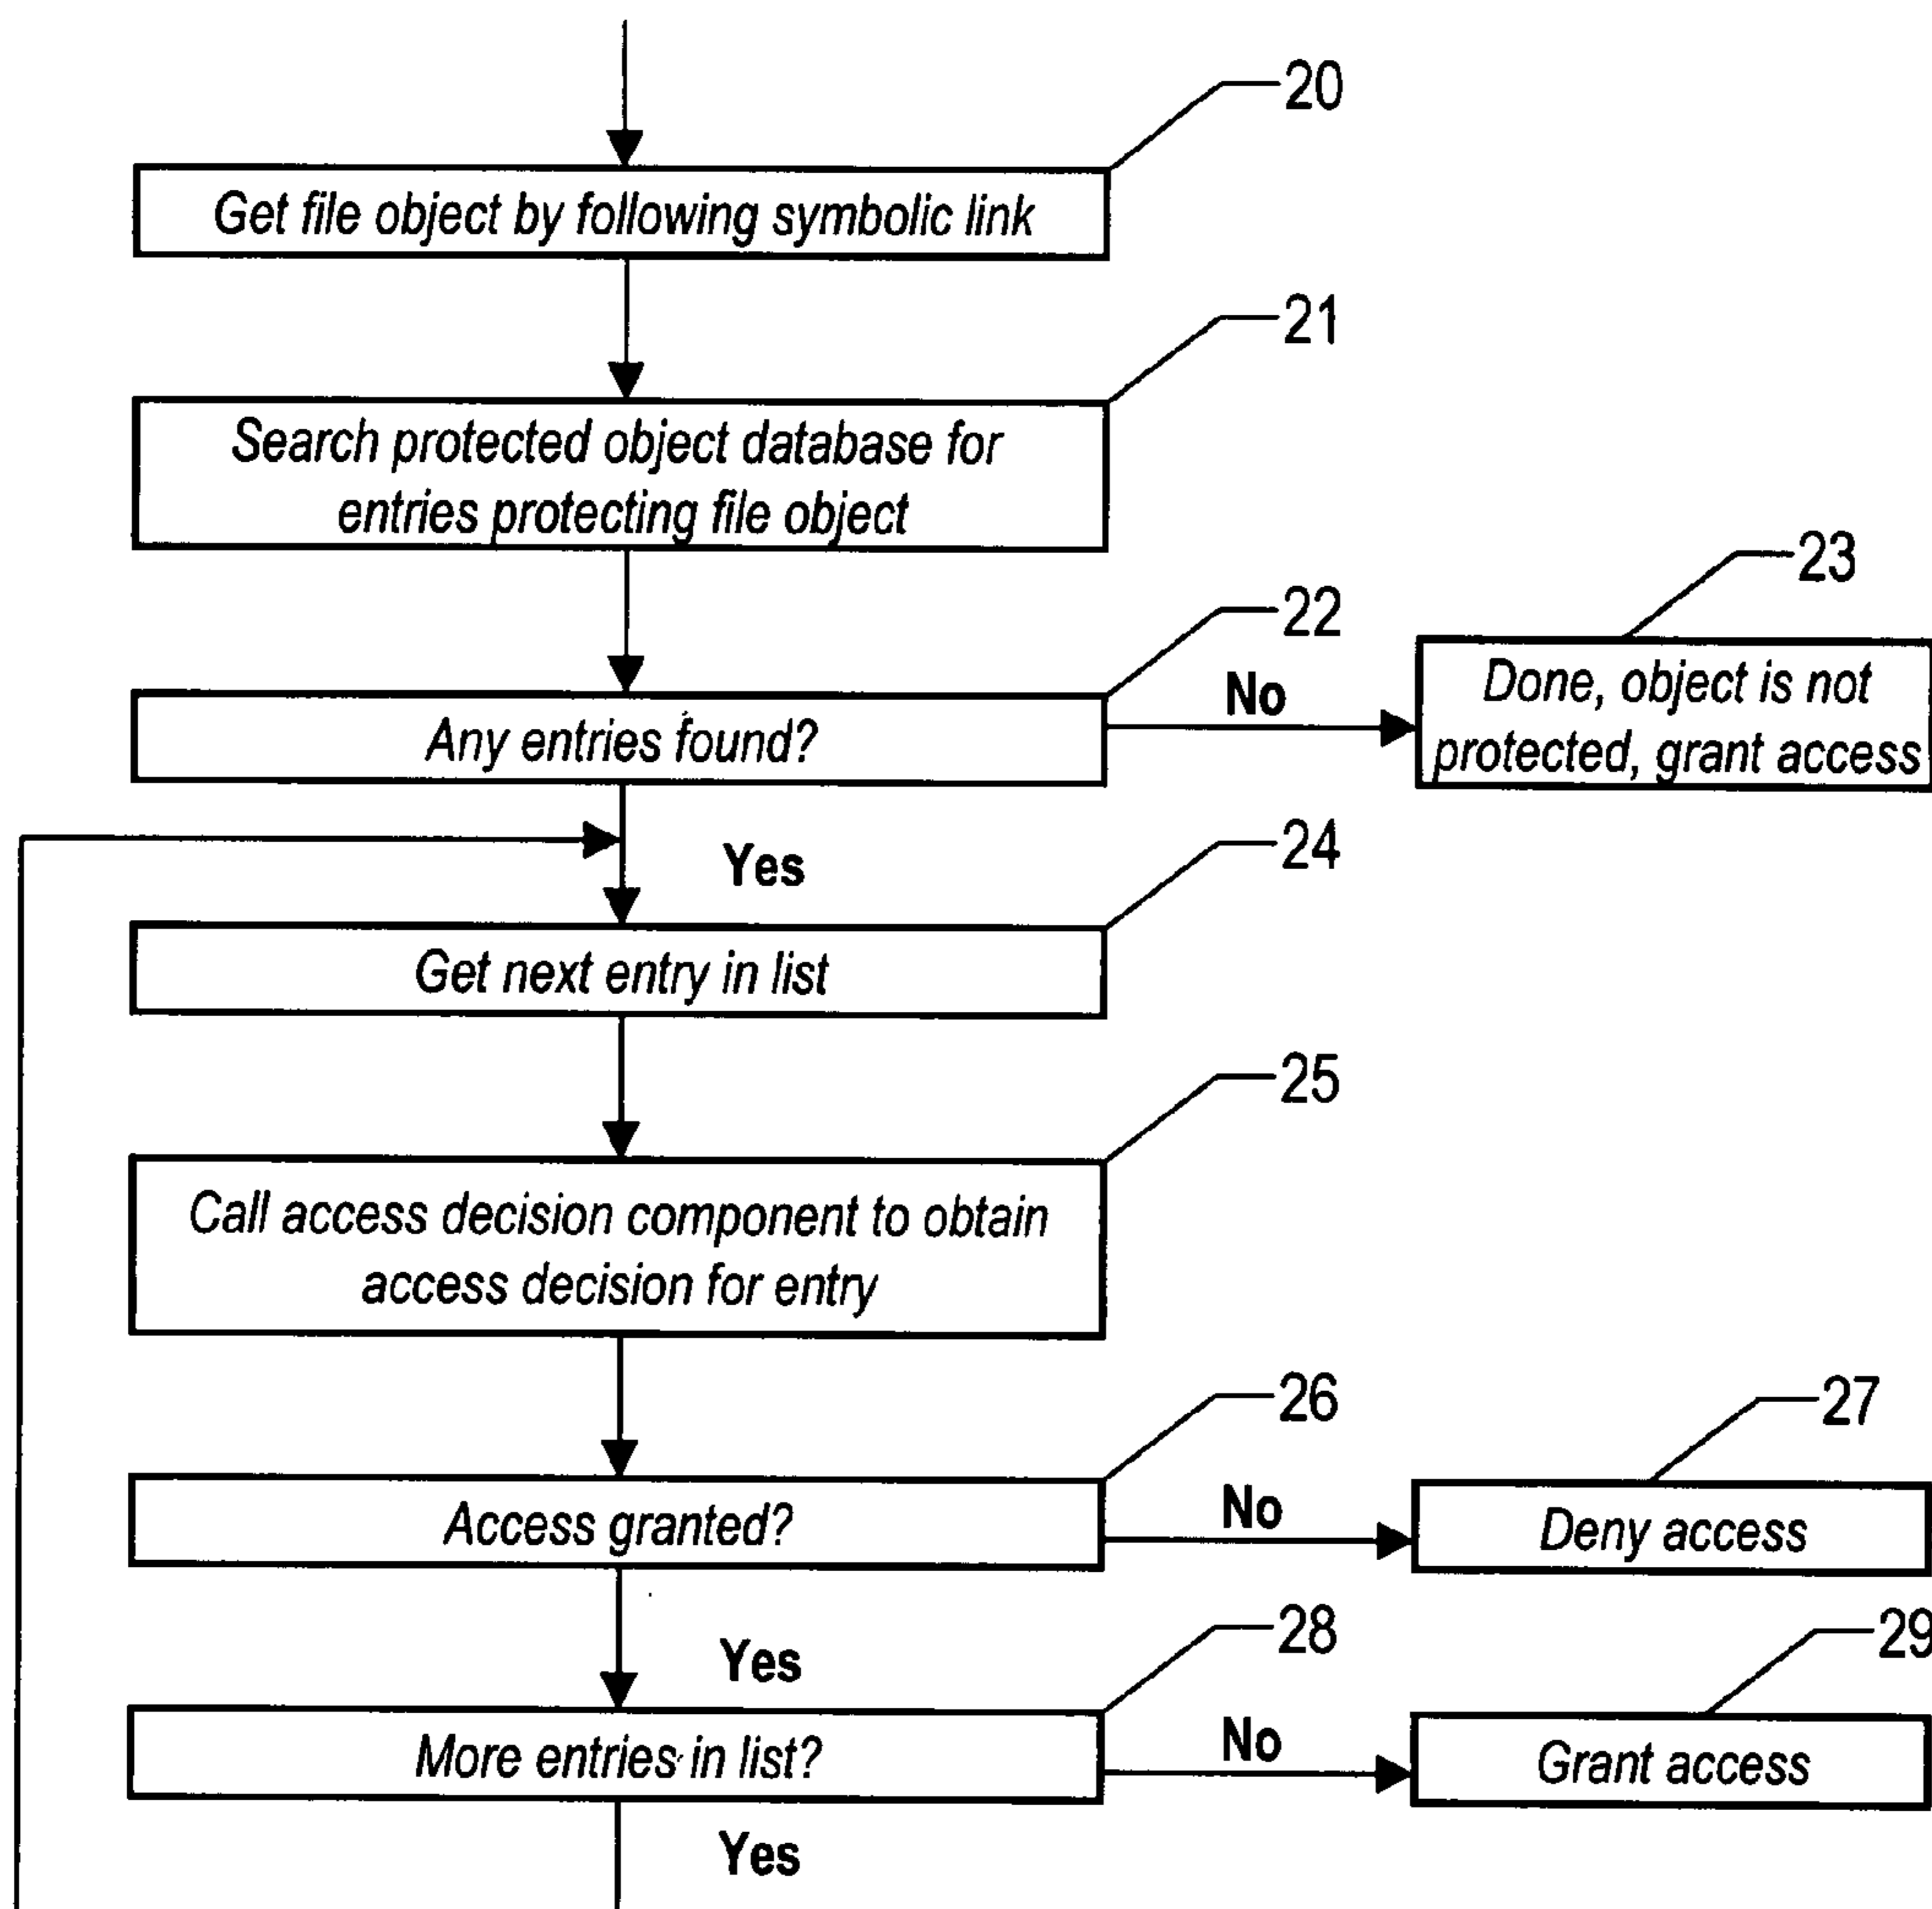 20
Get file object by following symbolic link
21
Search protected object database for
entries protecting file object
22
Any entries found?
No
23
Done, object is not
protected, grant access
Yes
24
Get next entry in list
25
Call access decision component to obtain
access decision for entry
26
Access granted?
No
27
Deny access
Yes
28
More entries in list?
No
29
Grant access
Yes